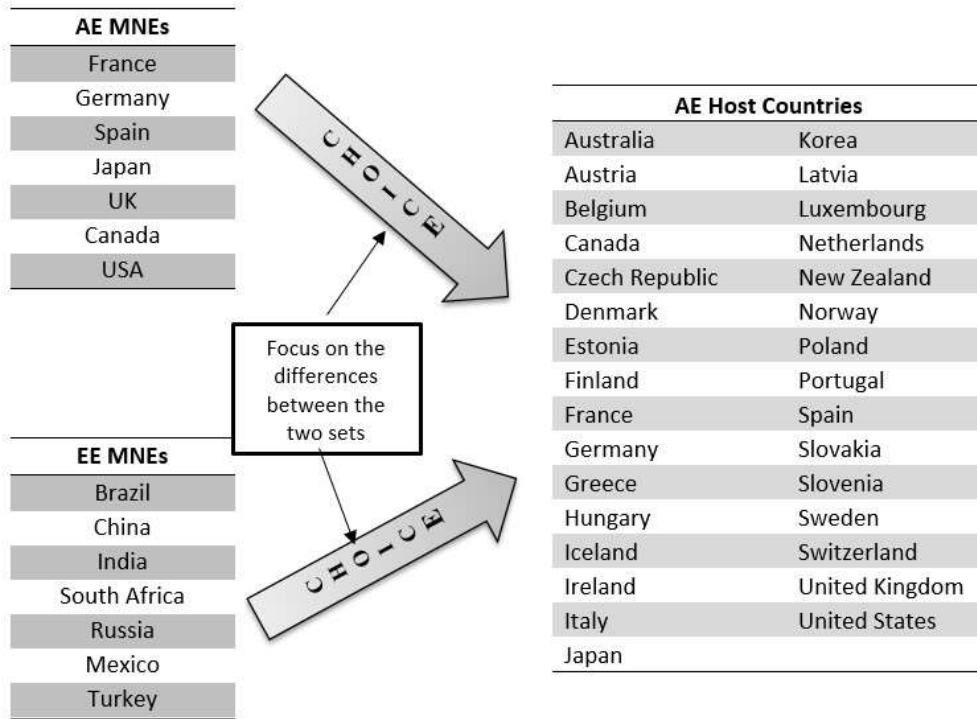 AE MNEs
France
Germany
Spain
Japan
UK
Canada
USA
CHOICE
Focus on the
differences
between the
two sets
EE MNEs
Brazil
China
India
South Africa
Russia
Mexico
Turkey
CHOICE
AE Host Countries
Australia Korea
Austria Latvia
Belgium Luxembourg
Canada Netherlands
Czech Republic New Zealand
Denmark Norway
Estonia Poland
Finland Portugal
France Spain
Germany Slovakia
Greece Slovenia
Hungary Sweden
Iceland Switzerland
Ireland United Kingdom
Italy United States
Japan